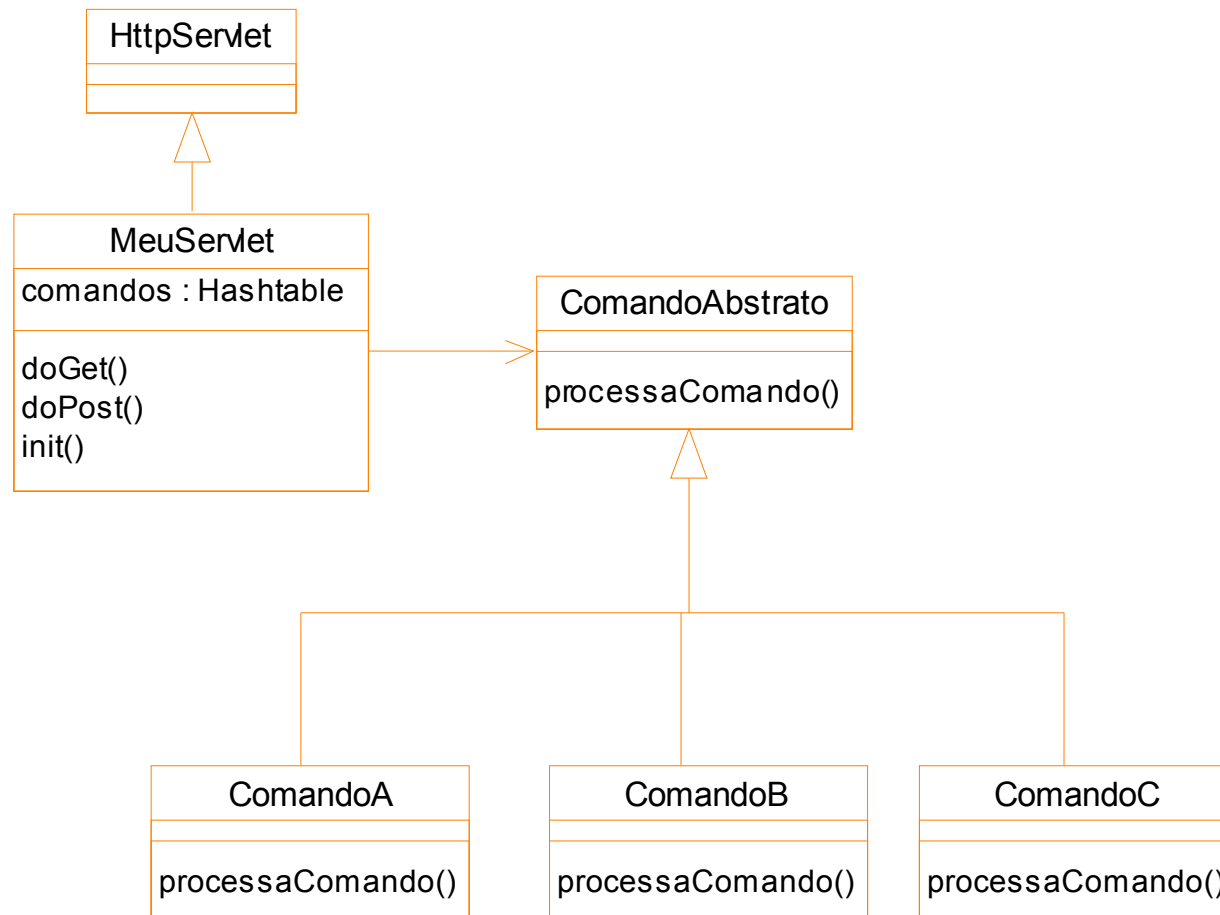 HttpServlet
MeuServlet
comandos : Hashtable
doGet()
doPost()
init()
ComandoAbstrato
processaComando()
ComandoA
processaComando()
ComandoB
processaComando()
ComandoC
processaComando()